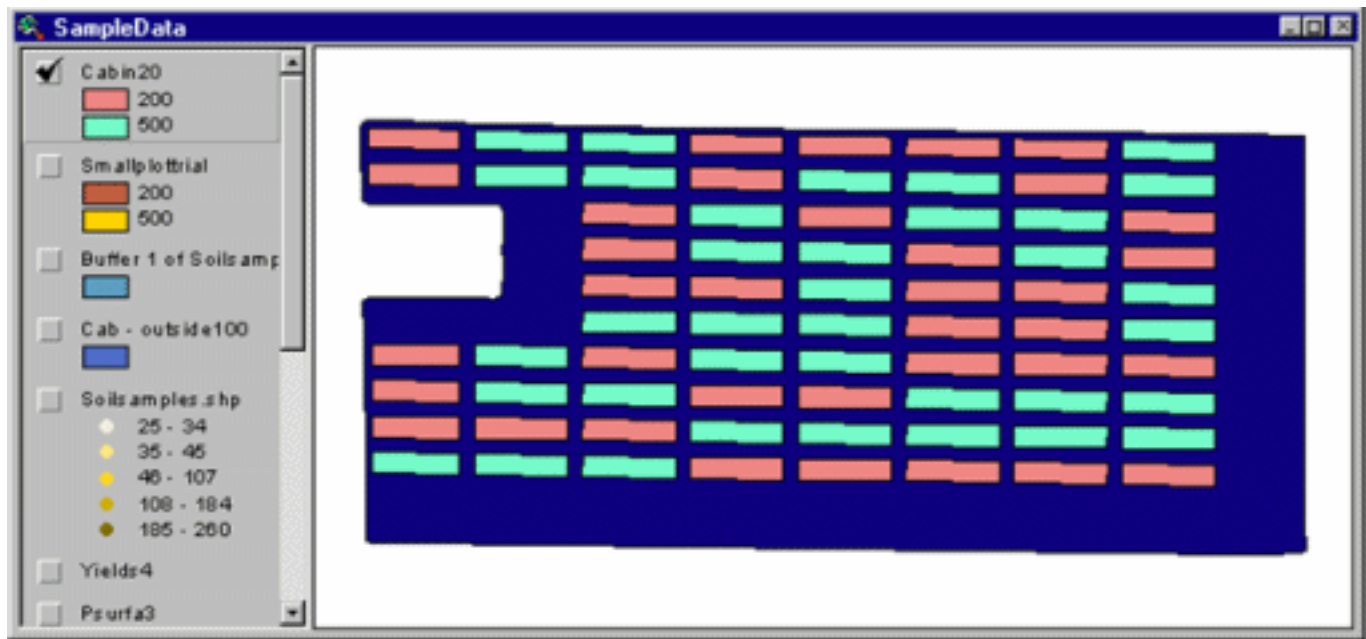 SampleData
Cabin20
200
500
Smallplottrial
200
500
Buffer 1 of Soilsamp
Cab - outside100
Soilsamples.shp
25 - 34
35 - 45
46 - 107
108 - 184
185 - 260
Yields4
Psurfa3